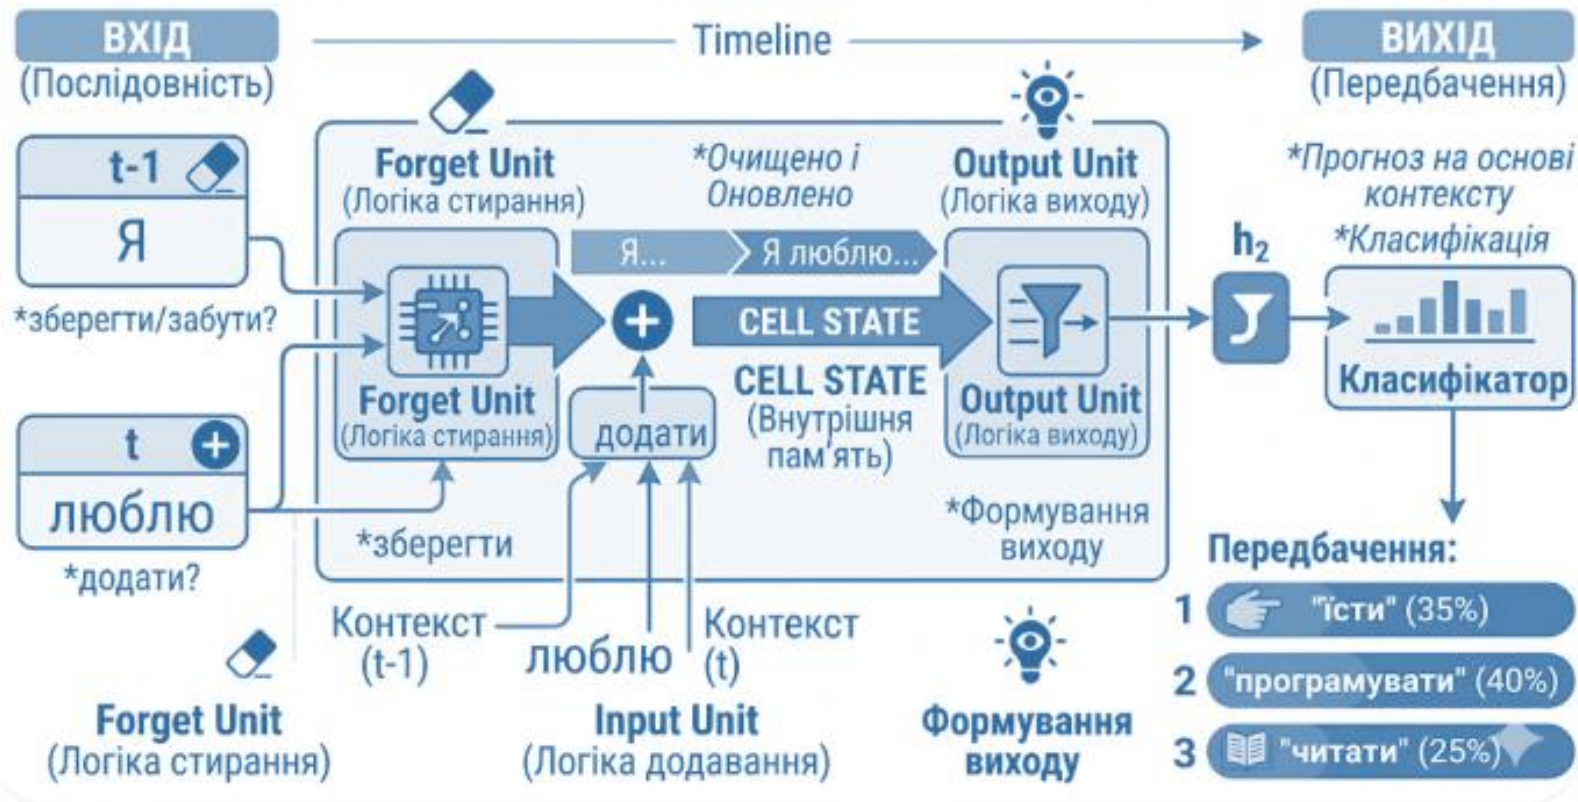 ВХІД
(Послідовність)
Timeline
ВИХІД
(Передбачення)
t-1
Я
*зберегти/забути?
t
люблю
*додати?
Forget Unit
(Логіка стирання)
*Очищено і
Оновлено
Output Unit
(Логіка виходу)
Я...
Я люблю...
CELL STATE
Forget Unit
(Логіка стирання)
додати
CELL STATE
(Внутрішня
пам'ять)
Output Unit
(Логіка виходу)
*зберегти
*Формування
виходу
*Прогноз на основі
контексту
*Класифікація
h₂
Класифікатор
Контекст
(t-1)
люблю
Контекст
(t)
Forget Unit
(Логіка стирання)
Input Unit
(Логіка додавання)
Формування
виходу
Передбачення:
1 "їсти" (35%)
2 "програмувати" (40%)
3 "читати" (25%)